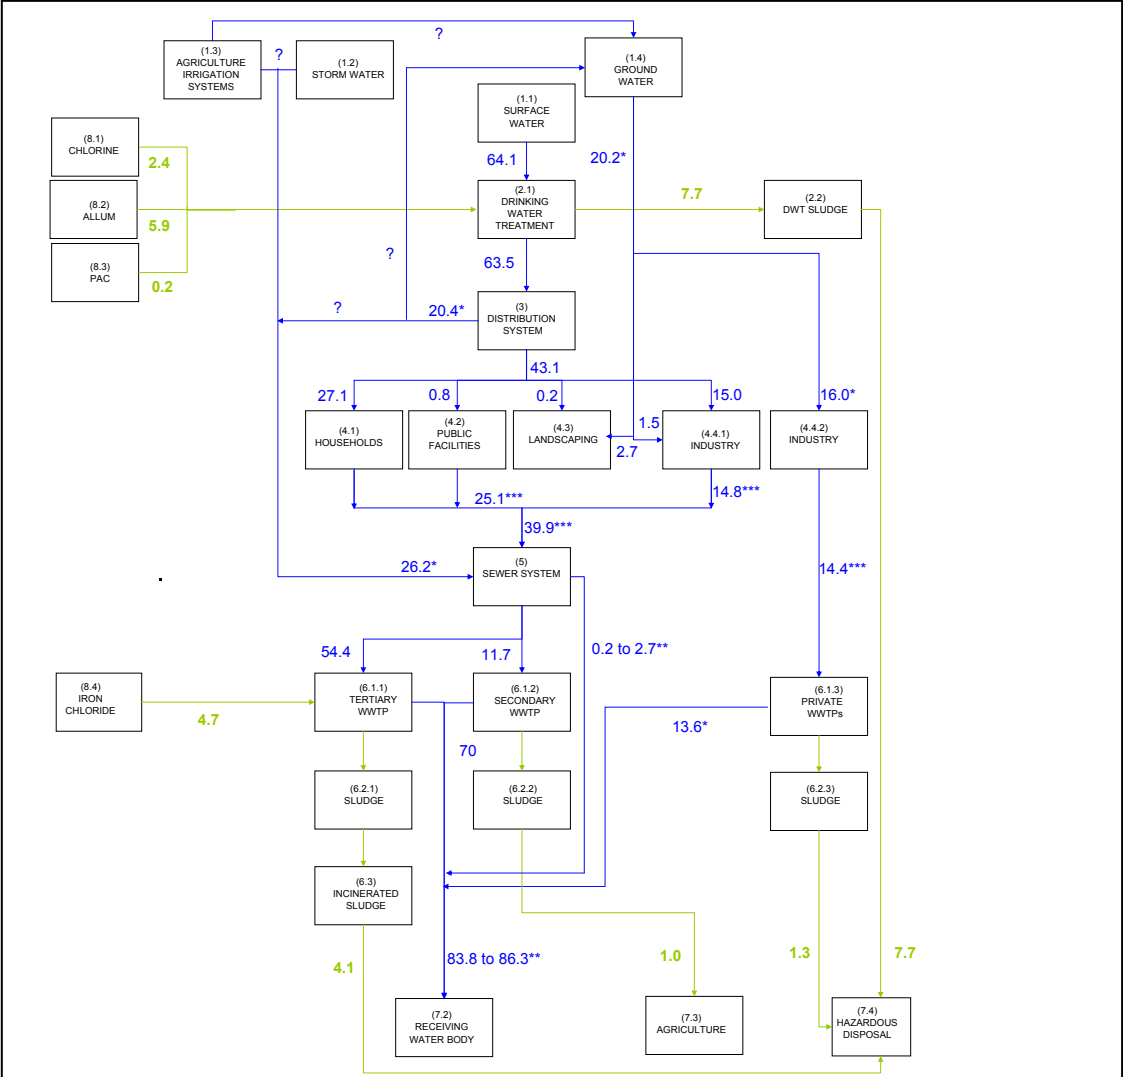 ?
(1.3)
AGRICULTURE
IRRIGATION
SYSTEMS
?
(1.2)
STORM WATER
(1.4)
GROUND
WATER
(1.1)
SURFACE
WATER
(8.1)
CHLORINE
2.4
64.1
20.2*
(8.2)
ALLUM
5.9
(2.1)
DRINKING
WATER
TREATMENT
7.7
(2.2)
DWT SLUDGE
(8.3)
PAC
0.2
?
63.5
?
20.4*
(3)
DISTRIBUTION
SYSTEM
43.1
27.1
0.8
0.2
15.0
16.0*
(4.1)
HOUSEHOLDS
(4.2)
PUBLIC
FACILITIES
(4.3)
LANDSCAPING
1.5
2.7
(4.4.1)
INDUSTRY
(4.4.2)
INDUSTRY
25.1***
14.8***
39.9***
26.2*
(5)
SEWER SYSTEM
14.4***
54.4
11.7
0.2 to 2.7**
(8.4)
IRON
CHLORIDE
4.7
(6.1.1)
TERTIARY
WWTP
(6.1.2)
SECONDARY
WWTP
(6.1.3)
PRIVATE
WWTPs
13.6*
70
(6.2.1)
SLUDGE
(6.2.2)
SLUDGE
(6.2.3)
SLUDGE
(6.3)
INCINERATED
SLUDGE
4.1
83.8 to 86.3**
1.0
1.3
7.7
(7.2)
RECEIVING
WATER BODY
(7.3)
AGRICULTURE
(7.4)
HAZARDOUS
DISPOSAL